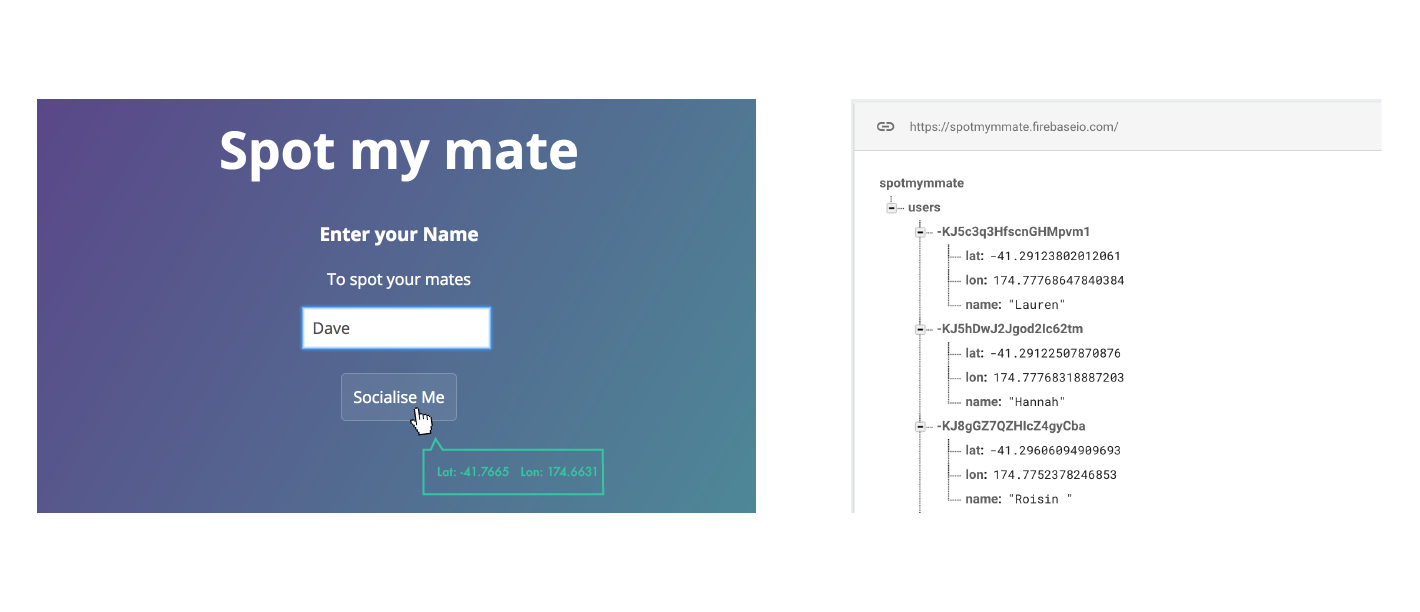 Spot my mate
Enter your Name
To spot your mates
Dave
Socialise Me
Lat: -41.7665 Lon: 174.6631
https://spotmymmate.firebaseio.com/
spotmymmate
users
-KJ5c3q3HfscnGHMpvm1
lat: -41.29123802012061
lon: 174.77768647840384
name: "Lauren"
-KJ5hDwJ2Jgod2Ic62tm
lat: -41.29122507870876
lon: 174.77768318887203
name: "Hannah"
-KJ8gGZ7QZHIcZ4gyCba
lat: -41.29606094909693
lon: 174.7752378246853
name: "Roisin "